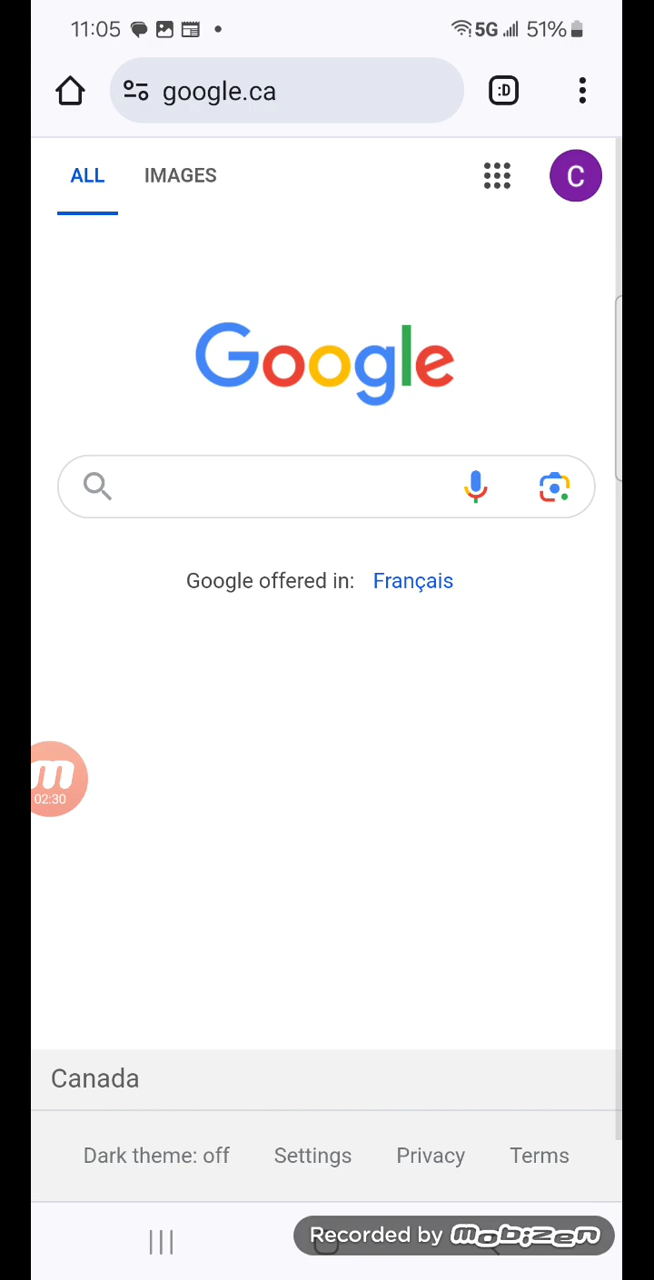 11:05 5G 51%
google.ca :D
ALL IMAGES C
Google
Google offered in: Français
m
02:30
Canada
Dark theme: off Settings Privacy Terms
Recorded by mobizen